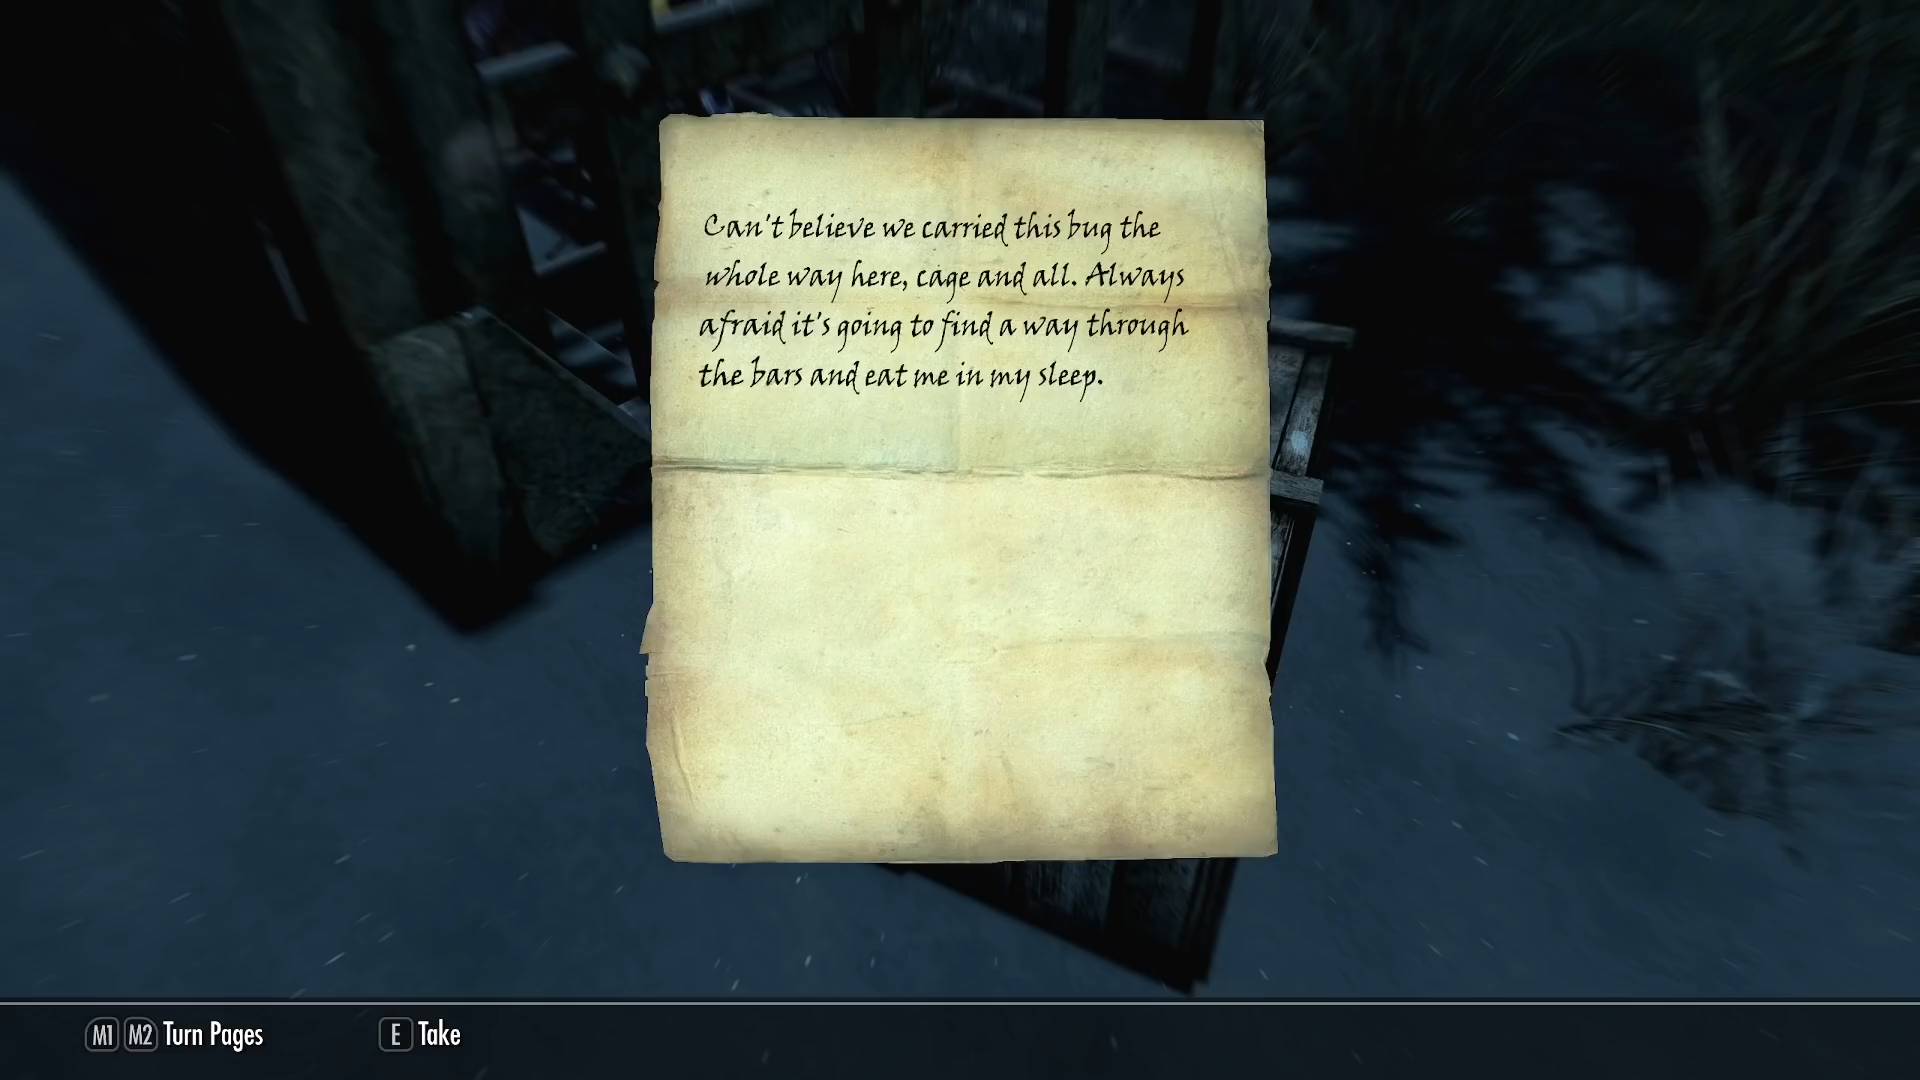 Can't believe we carried this bug the
whole way here, cage and all. Always
afraid it's going to find a way through
the bars and eat me in my sleep.
M1 M2 Turn Pages E Take